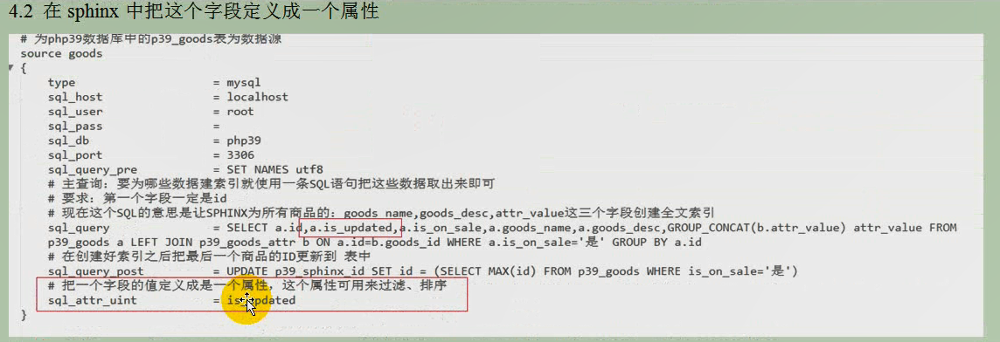 4.2 在 sphinx 中把这个字段定义成一个属性
# 为php39数据库中的p39_goods表为数据源
source goods
{
type = mysql
sql_host = localhost
sql_user = root
sql_pass =
sql_db = php39
sql_port = 3306
sql_query_pre = SET NAMES utf8
# 主查询：要为哪些数据建索引就使用一条SQL语句把这些数据取出来即可
# 要求：第一个字段一定是id
# 现在这个SQL的意思是让SPHINX为所有商品的：goods_name,goods_desc,attr_value这三个字段创建全文索引
sql_query = SELECT a.id,a.is_updated,a.is_on_sale,a.goods_name,a.goods_desc,GROUP_CONCAT(b.attr_value) attr_value FROM
p39_goods a LEFT JOIN p39_goods_attr b ON a.id=b.goods_id WHERE a.is_on_sale='是' GROUP BY a.id
# 在创建好索引之后把最后一个商品的ID更新到 表中
sql_query_post = UPDATE p39_sphinx_id SET id = (SELECT MAX(id) FROM p39_goods WHERE is_on_sale='是')
# 把一个字段的值定义成是一个属性，这个属性可用来过滤、排序
sql_attr_uint = is_updated
}